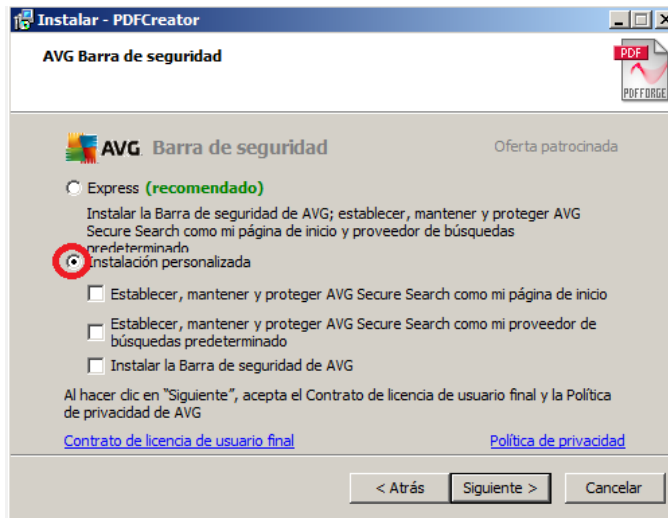 Instalar - PDFCreator
AVG Barra de seguridad
PDF
PDFFORGE
AVG. Barra de seguridad
Oferta patrocinada
Express (recomendado)
Instalar la Barra de seguridad de AVG; establecer, mantener y proteger AVG
Secure Search como mi página de inicio y proveedor de búsquedas
predeterminado
Instalación personalizada
Establecer, mantener y proteger AVG Secure Search como mi página de inicio
Establecer, mantener y proteger AVG Secure Search como mi proveedor de
búsquedas predeterminado
Instalar la Barra de seguridad de AVG
Al hacer clic en "Siguiente", acepta el Contrato de licencia de usuario final y la Política
de privacidad de AVG
Contrato de licencia de usuario final
Política de privacidad
< Atrás
Siguiente >
Cancelar